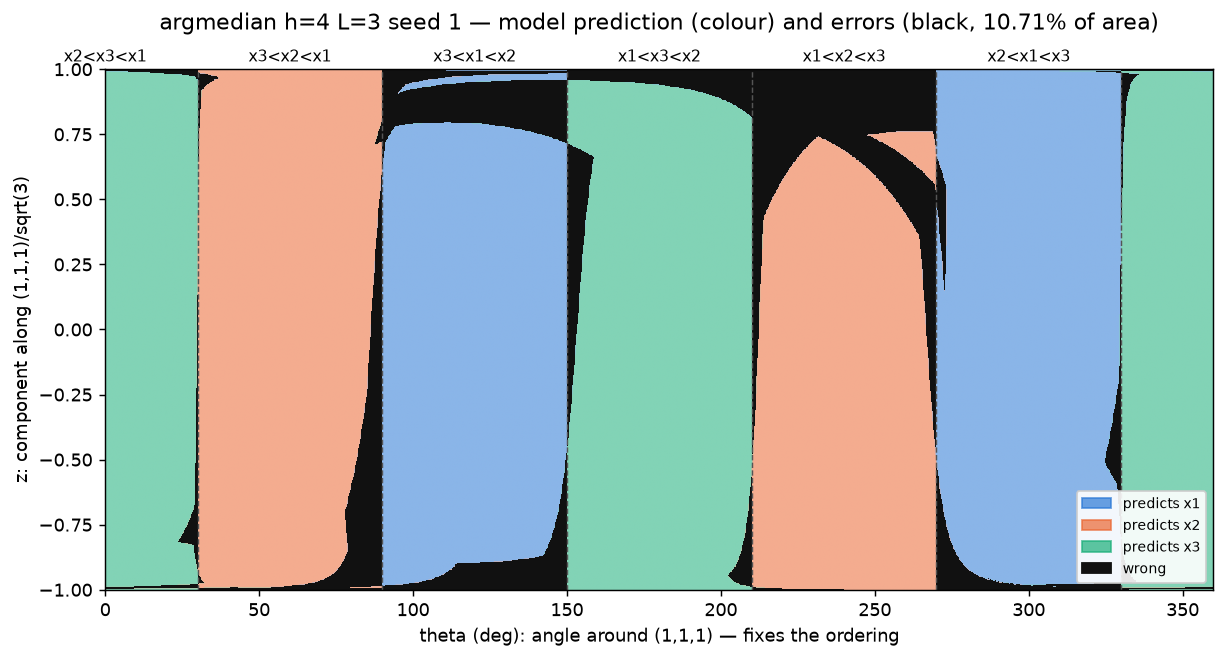 argmedian h=4 L=3 seed 1 — model prediction (colour) and errors (black, 10.71% of area)
x2<x3<x1 x3<x2<x1 x3<x1<x2 x1<x3<x2 x1<x2<x3 x2<x1<x3
1.00
0.75
0.50
0.25
0.00
−0.25
−0.50
−0.75
−1.00
z: component along (1,1,1)/sqrt(3)
predicts x1
predicts x2
predicts x3
wrong
0 50 100 150 200 250 300 350
theta (deg): angle around (1,1,1) — fixes the ordering